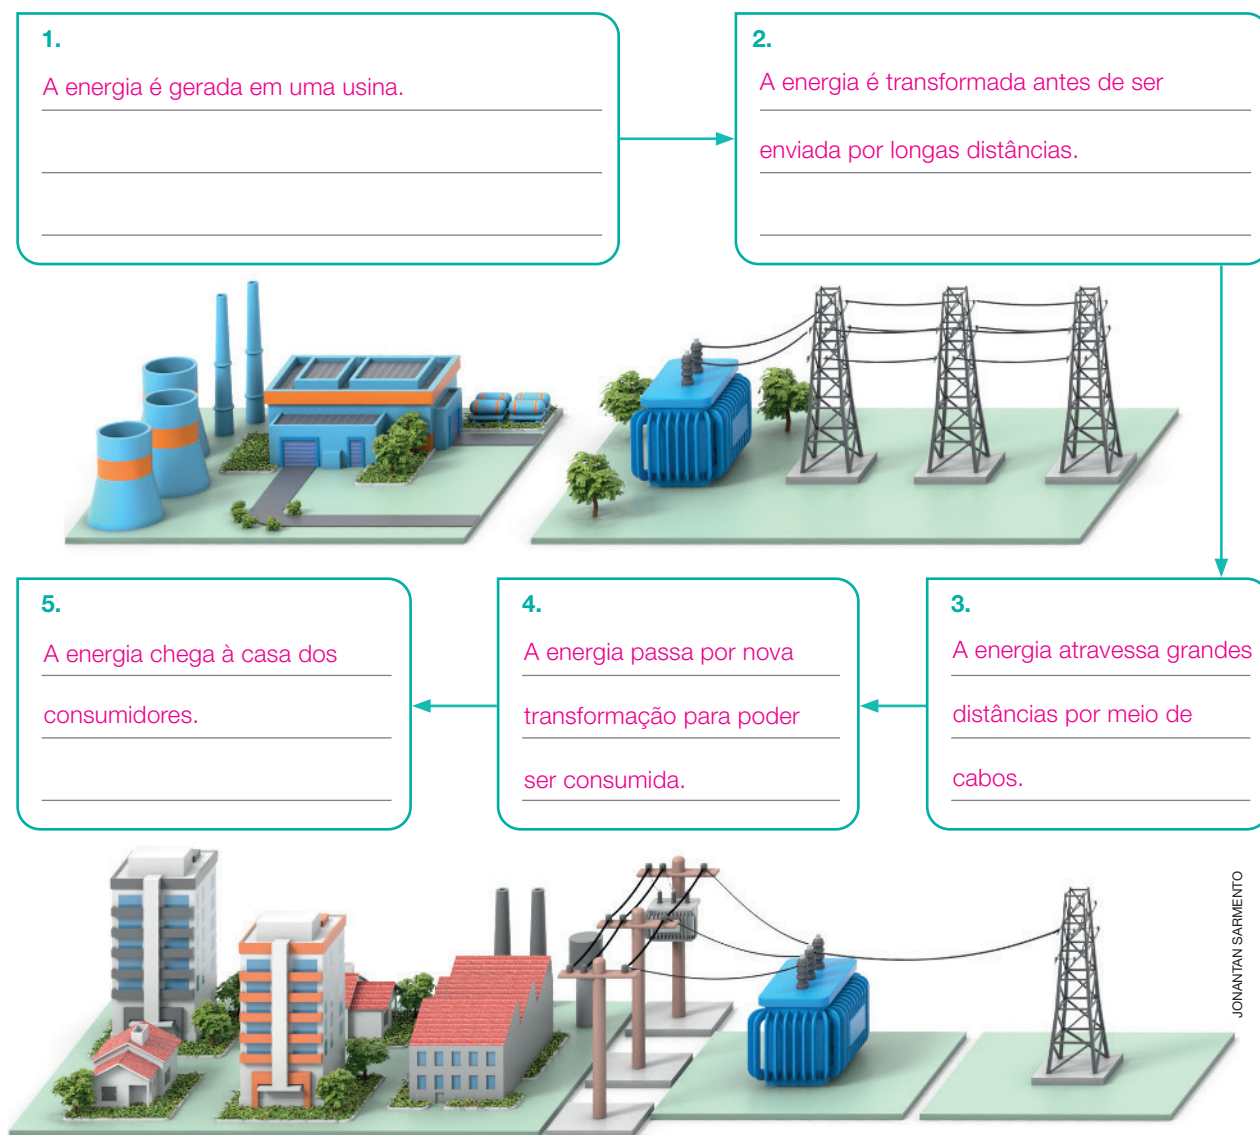 1.
A energia é gerada em uma usina.
2.
A energia é transformada antes de ser
enviada por longas distâncias.
3.
A energia atravessa grandes
distâncias por meio de
cabos.
4.
A energia passa por nova
transformação para poder
ser consumida.
5.
A energia chega à casa dos
consumidores.
JONANTAN SARMENTO